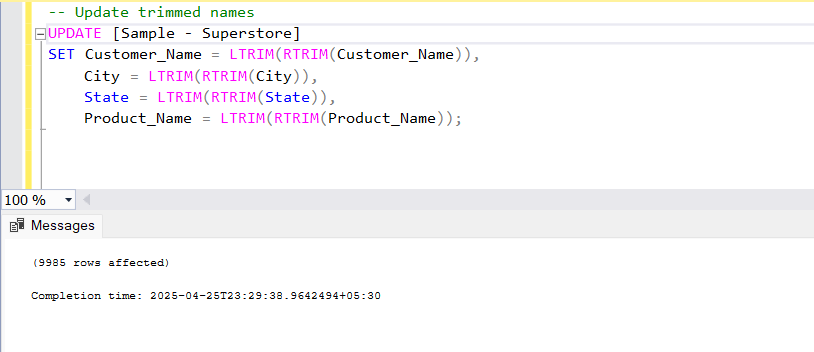 -- Update trimmed names
UPDATE [Sample - Superstore]
SET Customer_Name = LTRIM(RTRIM(Customer_Name)),
City = LTRIM(RTRIM(City)),
State = LTRIM(RTRIM(State)),
Product_Name = LTRIM(RTRIM(Product_Name));
100 %
Messages
(9985 rows affected)
Completion time: 2025-04-25T23:29:38.9642494+05:30